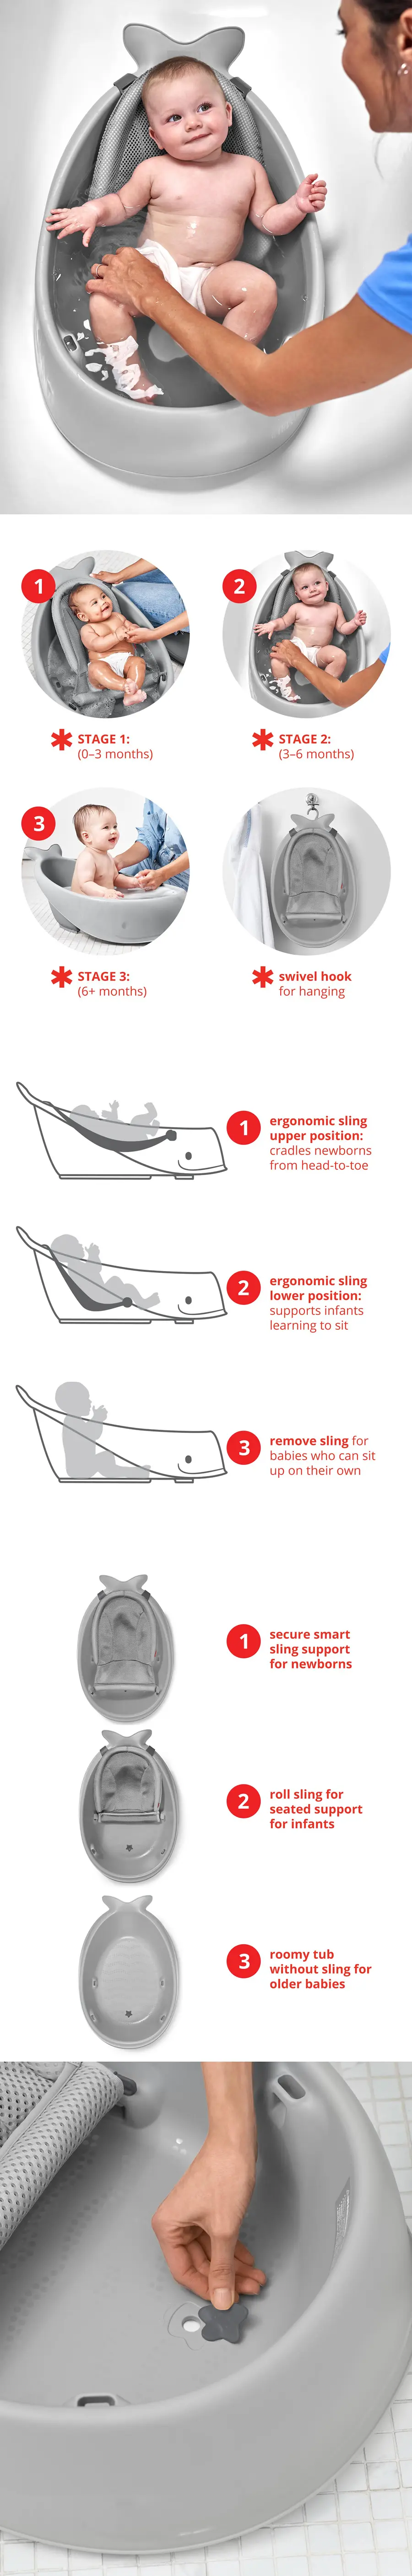 1
2
STAGE 1:
(0–3 months)
STAGE 2:
(3–6 months)
3
STAGE 3:
(6+ months)
swivel hook
for hanging
1
ergonomic sling
upper position:
cradles newborns
from head-to-toe
2
ergonomic sling
lower position:
supports infants
learning to sit
3
remove sling for
babies who can sit
up on their own
1
secure smart
sling support
for newborns
2
roll sling for
seated support
for infants
3
roomy tub
without sling for
older babies